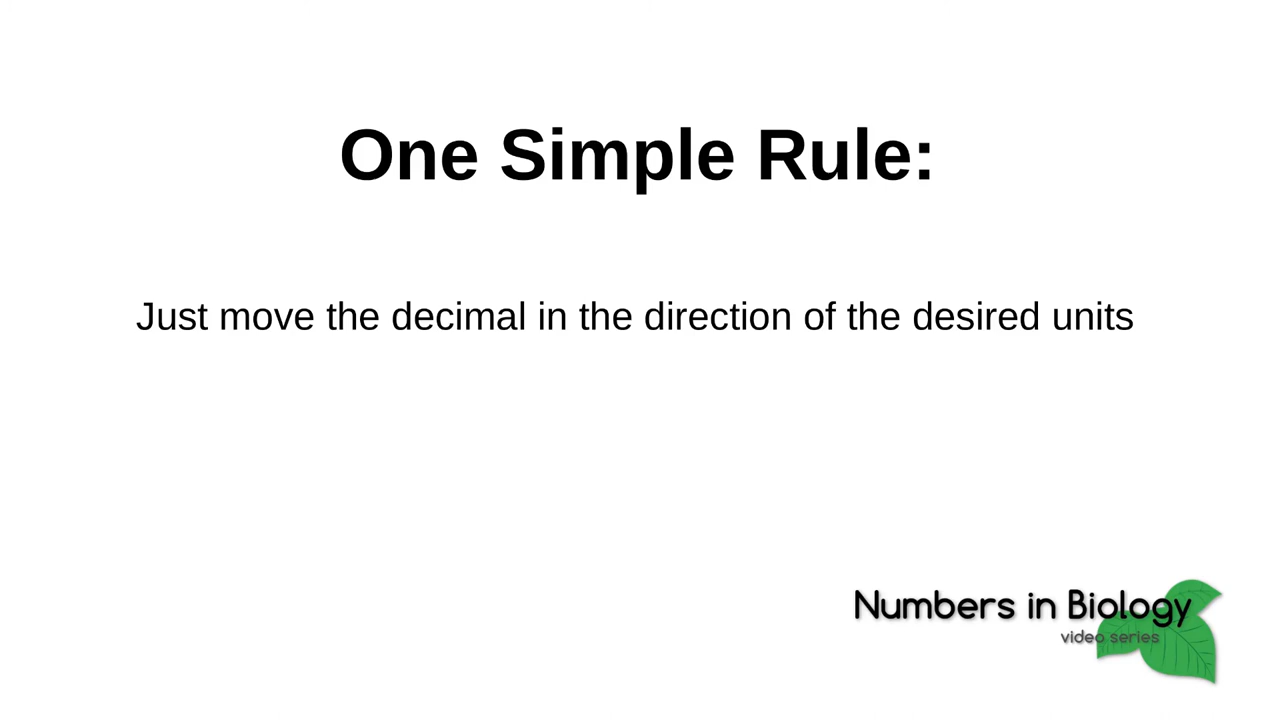 One Simple Rule:
Just move the decimal in the direction of the desired units
Numbers in Biology
video series